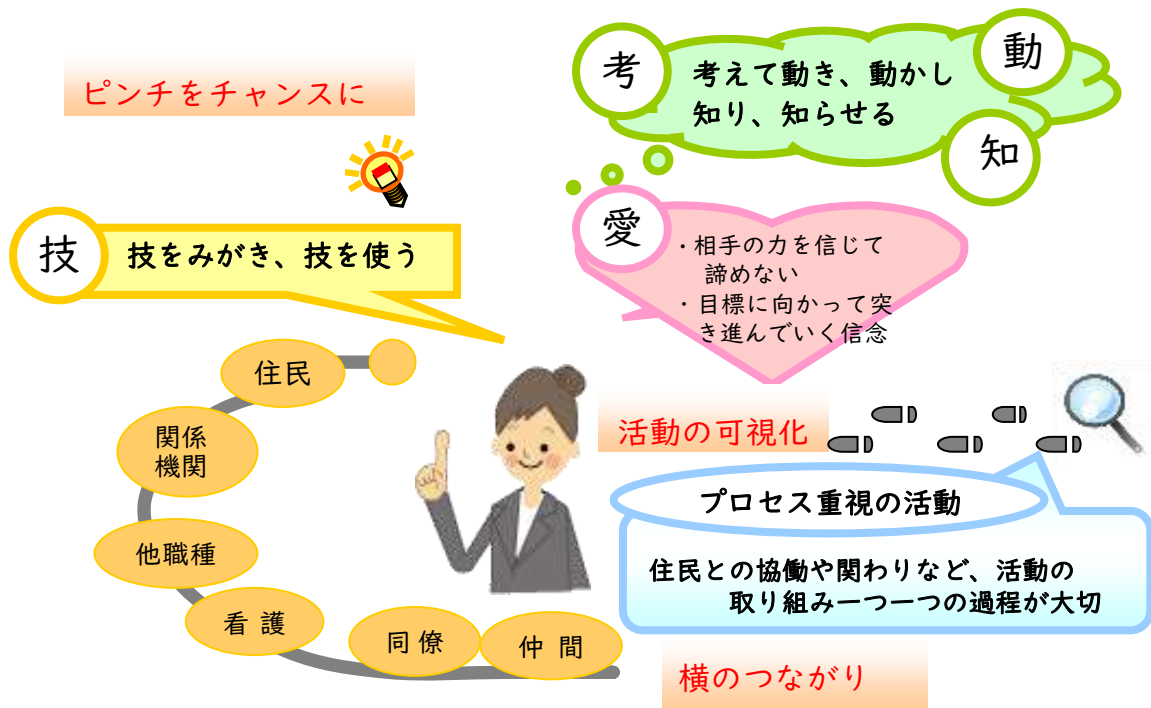 ピンチをチャンスに
考
考えて動き、動かし
知り、知らせる
動
知
技
技をみがき、技を使う
愛
・相手の力を信じて
諦めない
・目標に向かって突
き進んでいく信念
住民
関係
機関
他職種
看 護
同 僚
仲 間
活動の可視化
プロセス重視の活動
住民との協働や関わりなど、活動の
取り組み一つ一つの過程が大切
横のつながり